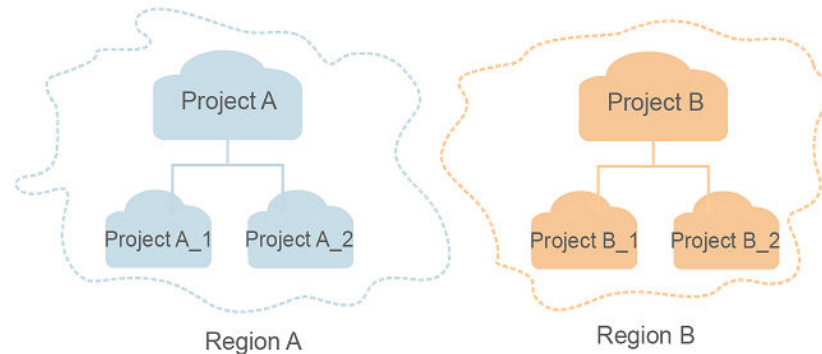 Project A
Project A_1
Project A_2
Region A
Project B
Project B_1
Project B_2
Region B